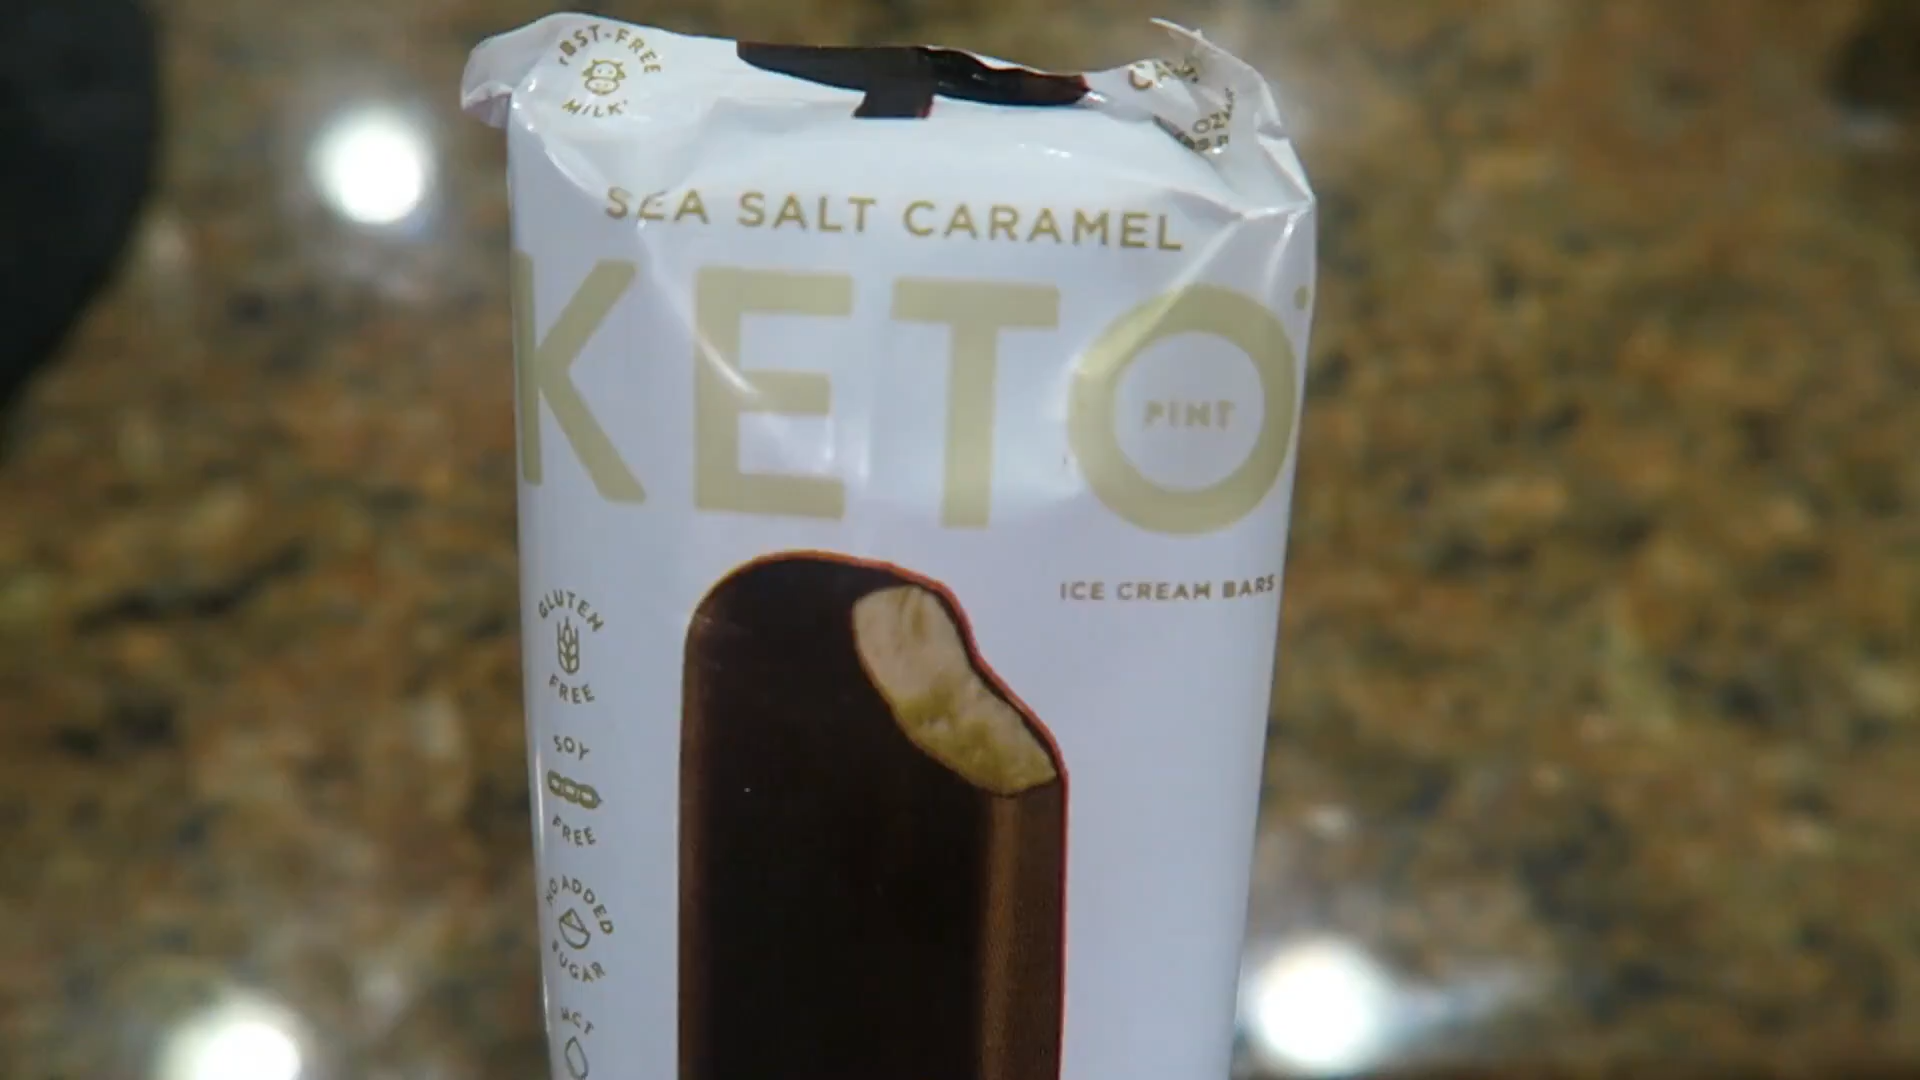 rBST-FREE
MILK*
SEA SALT CARAMEL
KETO
PINT
ICE CREAM BARS
GLUTEN
FREE
SOY
FREE
NO ADDED
SUGAR
MCT